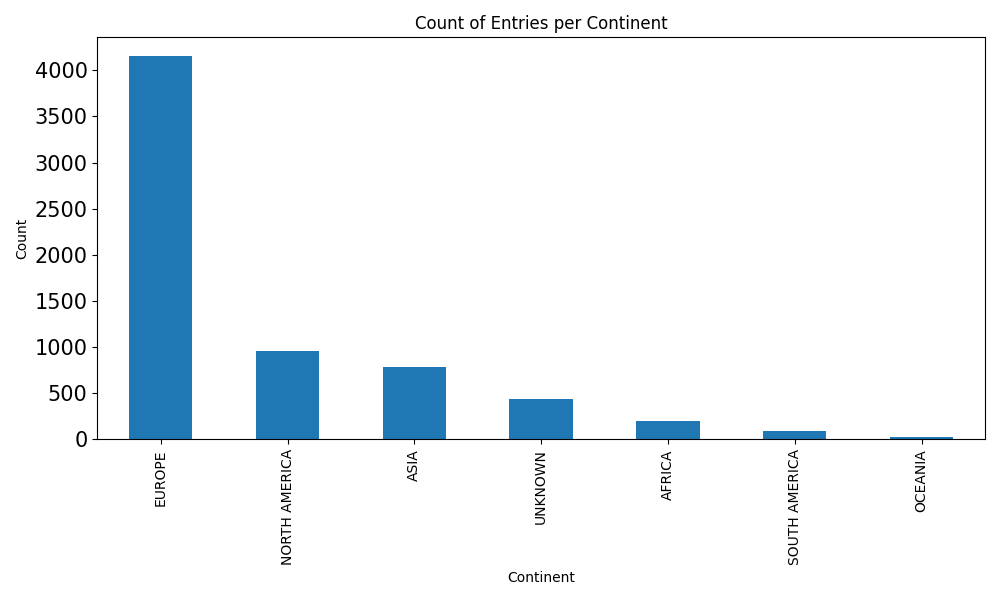 Count of Entries per Continent
4000
3500
3000
2500
2000
1500
1000
500
0
Count
EUROPE
NORTH AMERICA
ASIA
UNKNOWN
AFRICA
SOUTH AMERICA
OCEANIA
Continent